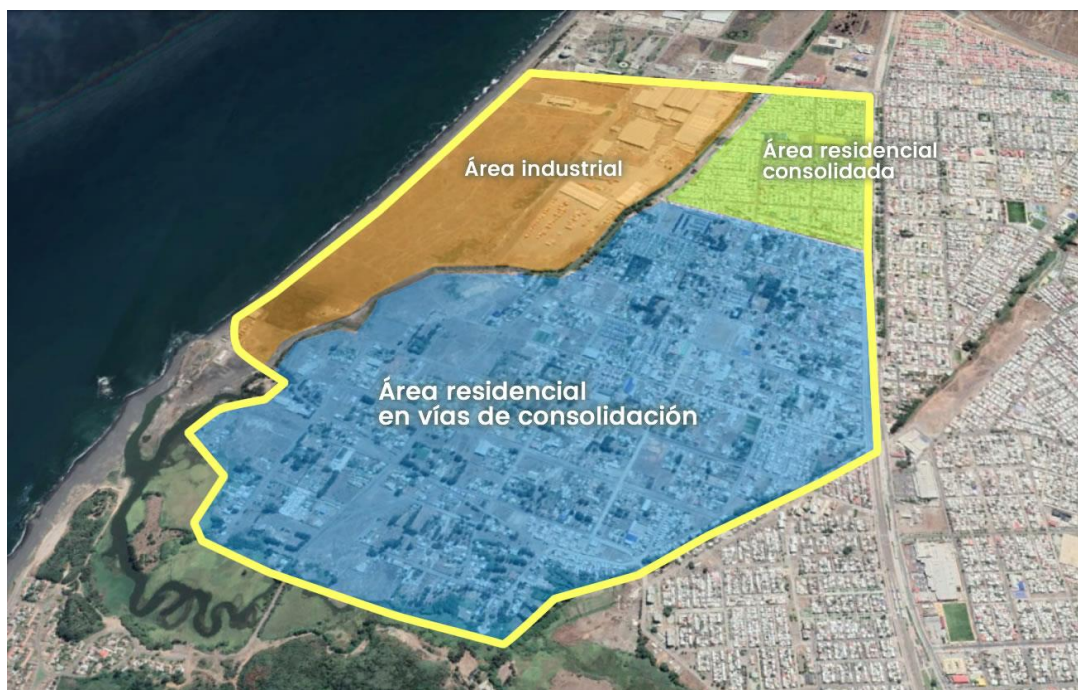 Área industrial
Área residencial
consolidada
Área residencial
en vías de consolidación